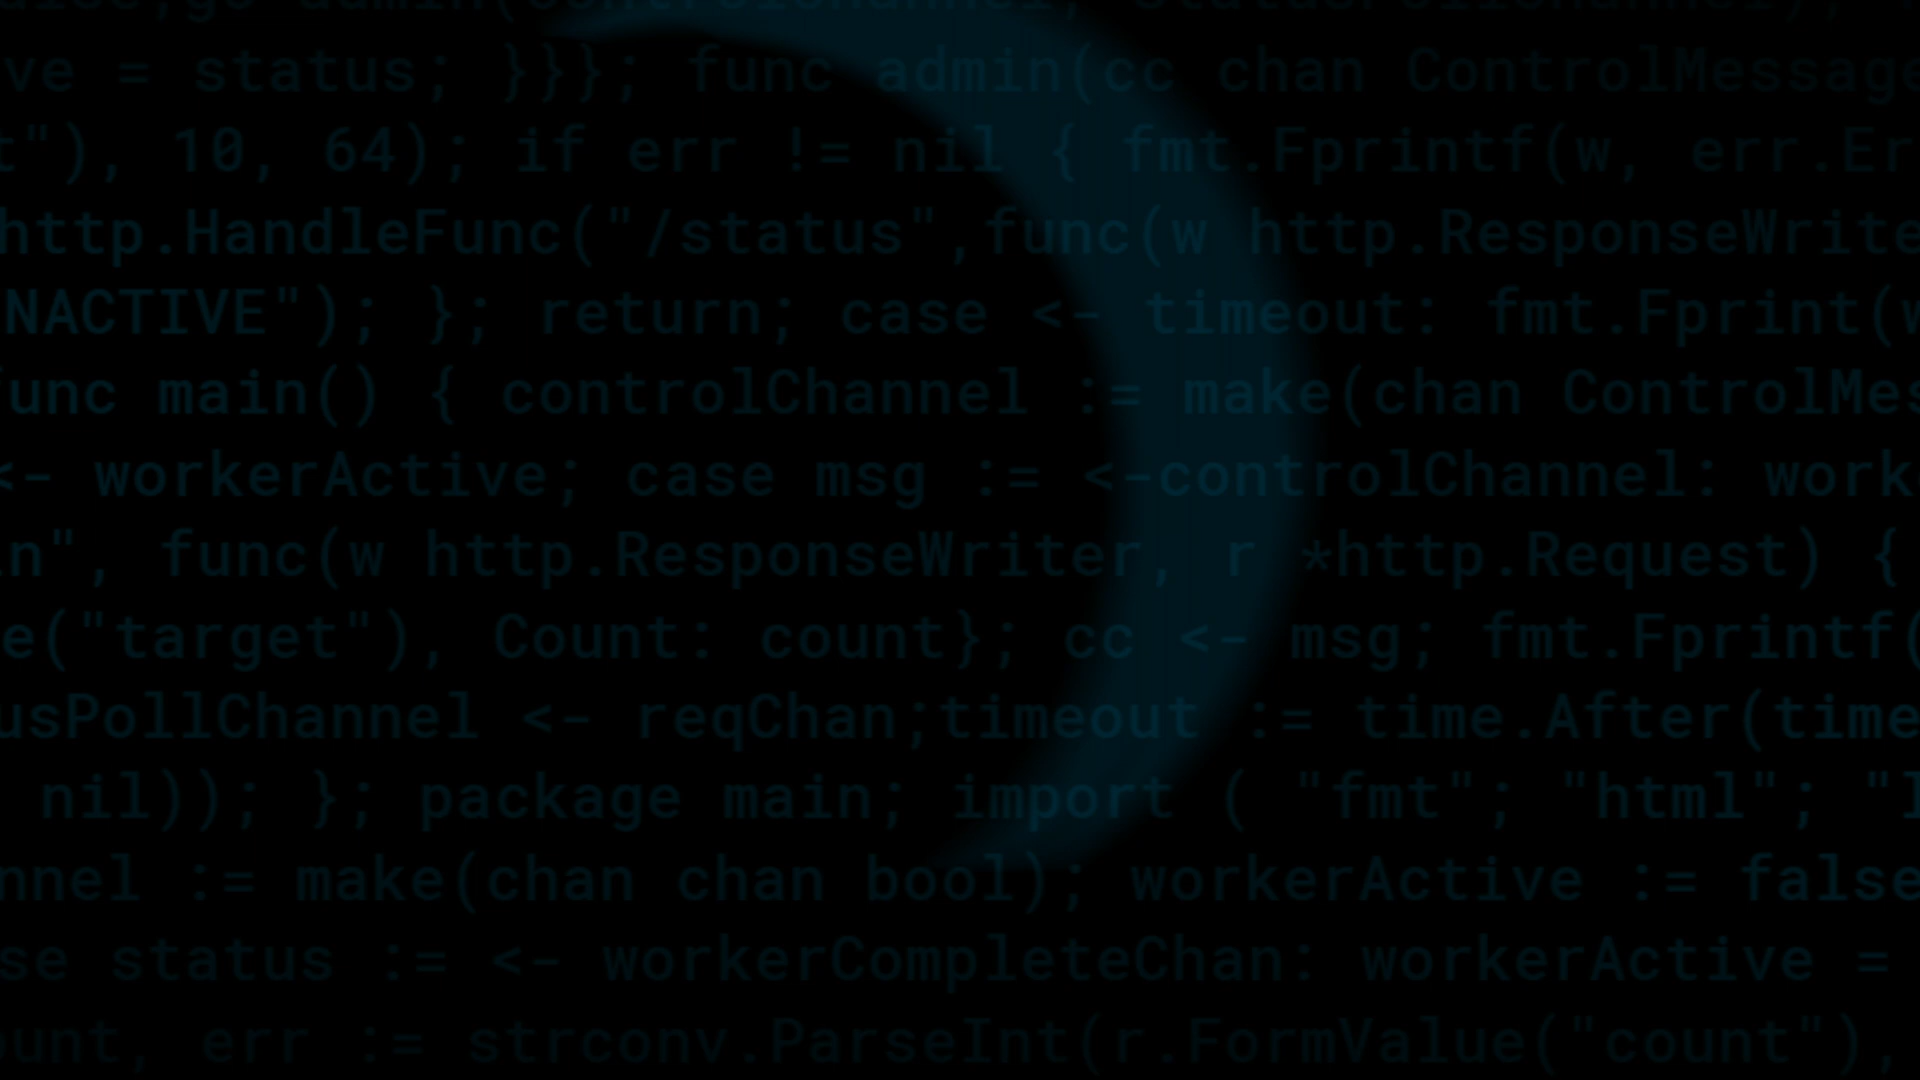 alse;go admin(controlChannel, statusPollChannel);
ve = status; }}}; func admin(cc chan ControlMessage
t"), 10, 64); if err != nil { fmt.Fprintf(w, err.Er
http.HandleFunc("/status",func(w http.ResponseWrite
NACTIVE"); }; return; case <- timeout: fmt.Fprint(w
func main() { controlChannel := make(chan ControlMes
<- workerActive; case msg := <-controlChannel: work
in", func(w http.ResponseWriter, r *http.Request) {
e("target"), Count: count}; cc <- msg; fmt.Fprintf(
usPollChannel <- reqChan;timeout := time.After(time
nil)); }; package main; import ( "fmt"; "html"; "l
nnel := make(chan chan bool); workerActive := false
se status := <- workerCompleteChan: workerActive =
ount, err := strconv.ParseInt(r.FormValue("count"),